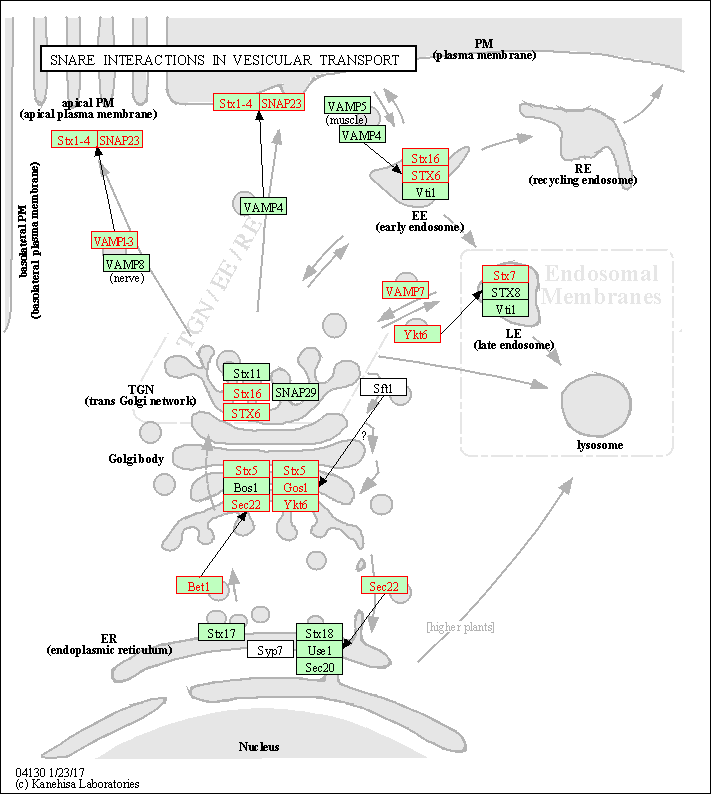 PM
(plasma membrane)
SNARE INTERACTIONS IN VESICULAR TRANSPORT
apical PM
(apical plasma membrane)
Stx1-4 SNAP23
VAMP5
(muscle)
VAMP4
Stx1-4 SNAP23
Stx16
STX6
Vti1
EE
(early endosome)
RE
(recycling endosome)
basolateral PM
(basolateral plasma membrane)
VAMP4
VAMP1-3
VAMP8
(nerve)
TGN / EE / RE
Endosomal
Membranes
Stx7
STX8
Vti1
LE
(late endosome)
VAMP7
Ykt6
Stx11
Stx16 SNAP29
STX6
TGN
(trans Golgi network)
Sft1
?
lysosome
Golgi body
Stx5 Stx5
Bos1 Gos1
Sec22 Ykt6
Bet1
Sec22
[higher plants]
ER
(endoplasmic reticulum)
Stx17
Syp7
Stx18
Use1
Sec20
Nucleus
04130 1/23/17
(c) Kanehisa Laboratories